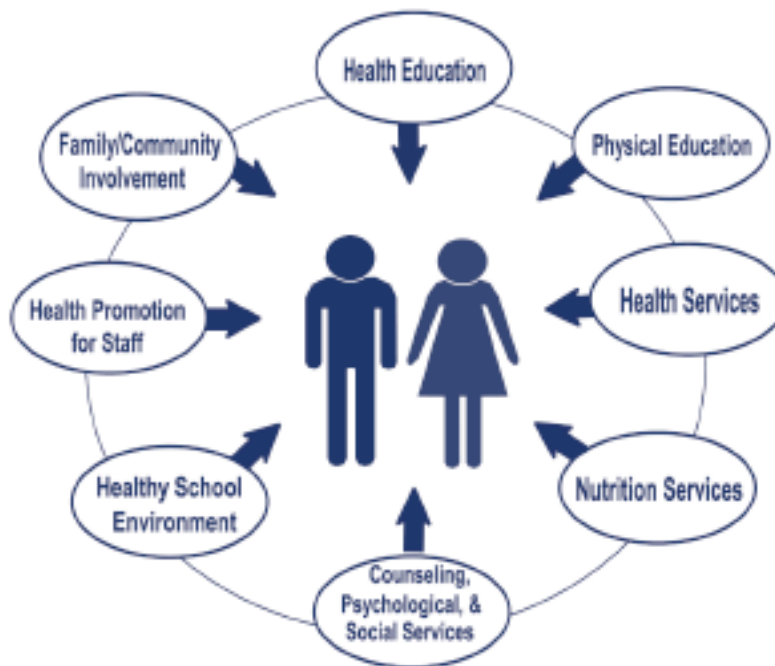 Health Education
Physical Education
Health Services
Nutrition Services
Counseling,
Psychological, &
Social Services
Healthy School
Environment
Health Promotion
for Staff
Family/Community
Involvement